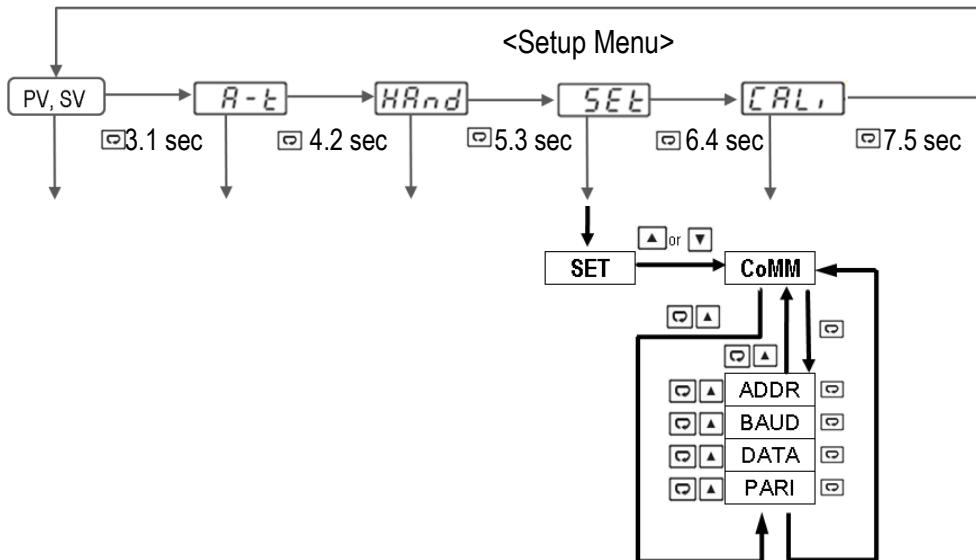 <Setup Menu>
PV, SV
A-t
HAnd
SEt
CALi
3.1 sec
4.2 sec
5.3 sec
6.4 sec
7.5 sec
or
SET
CoMM
ADDR
BAUD
DATA
PARI